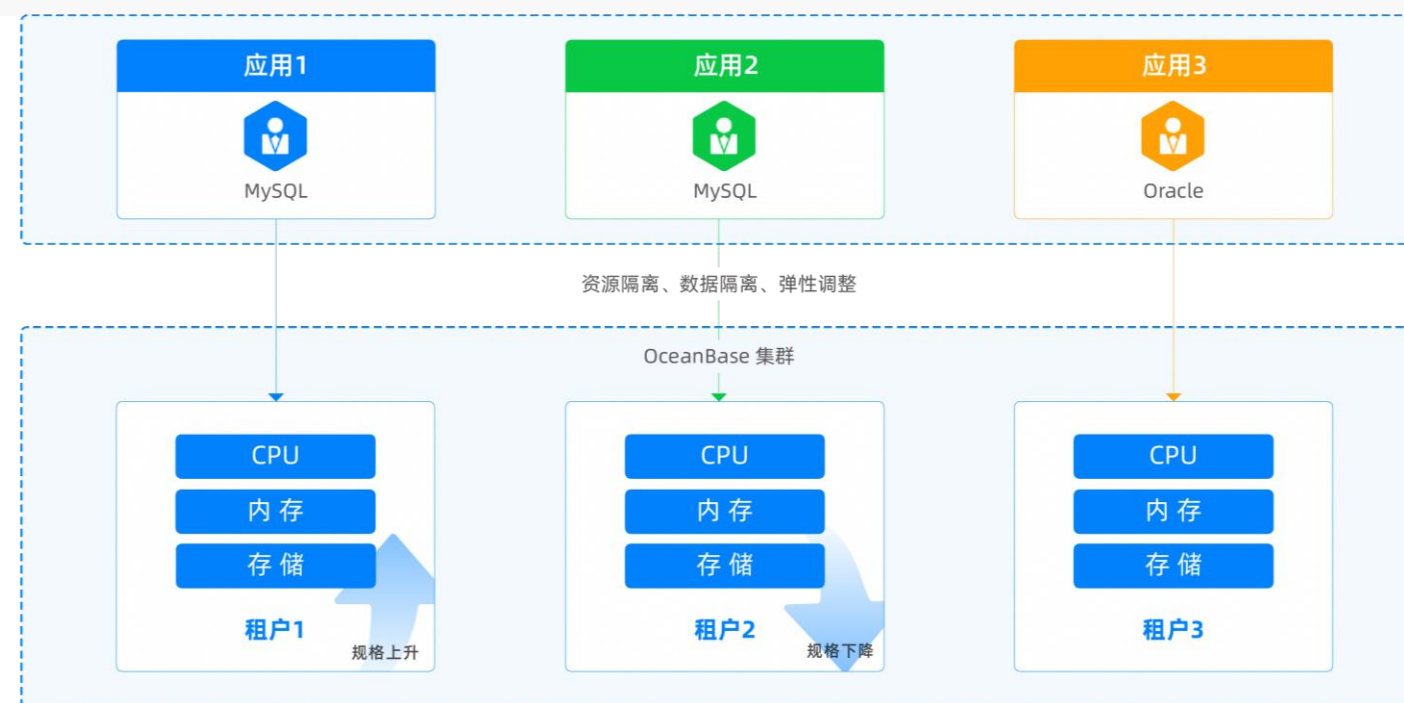 应用1
应用2
应用3
MySQL
MySQL
Oracle
资源隔离、数据隔离、弹性调整
OceanBase 集群
CPU
内 存
存 储
租户1
规格上升
CPU
内 存
存 储
租户2
规格下降
CPU
内 存
存 储
租户3